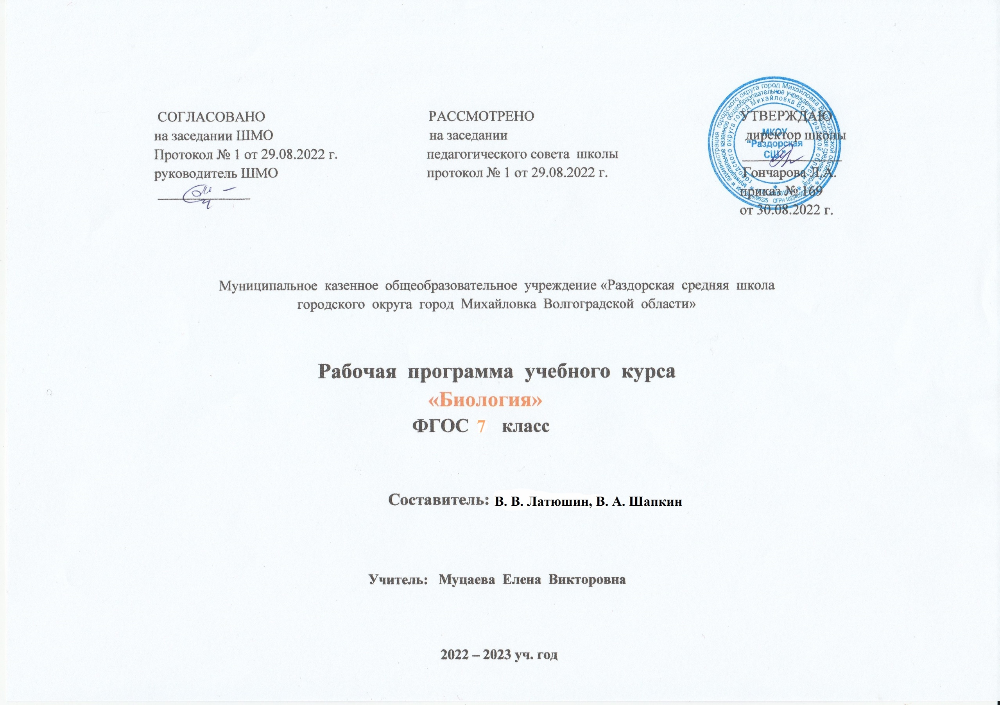 СОГЛАСОВАНО
на заседании ШМО
Протокол № 1 от 29.08.2022 г.
руководитель ШМО
РАССМОТРЕНО
на заседании
педагогического совета школы
протокол № 1 от 29.08.2022 г.
УТВЕРЖДАЮ
директор школы
Гончарова Л.А.
приказ № 169
от 30.08.2022 г.
МКОУ
"Раздорская
СШ"
Муниципальное казенное общеобразовательное учреждение «Раздорская средняя школа
городского округа город Михайловка Волгоградской области»
Рабочая программа учебного курса
«Биология»
ФГОС 7 класс
Составитель: В. В. Латюшин, В. А. Шапкин
Учитель: Муцаева Елена Викторовна
2022 – 2023 уч. год